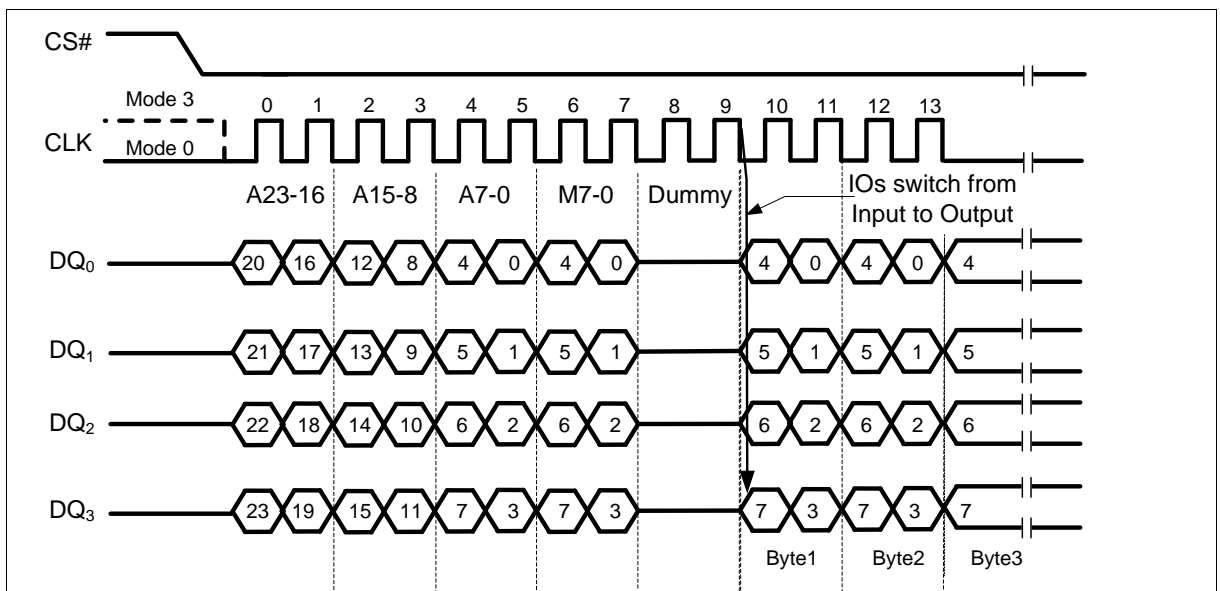 CS#
Mode 3
0 1 2 3 4 5 6 7 8 9 10 11 12 13
CLK
Mode 0
A23-16 A15-8 A7-0 M7-0 Dummy
IOs switch from
Input to Output
DQ0 20 16 12 8 4 0 4 0 4 0 4 0 4
DQ1 21 17 13 9 5 1 5 1 5 1 5 1 5
DQ2 22 18 14 10 6 2 6 2 6 2 6 2 6
DQ3 23 19 15 11 7 3 7 3 7 3 7 3 7
Byte1 Byte2 Byte3